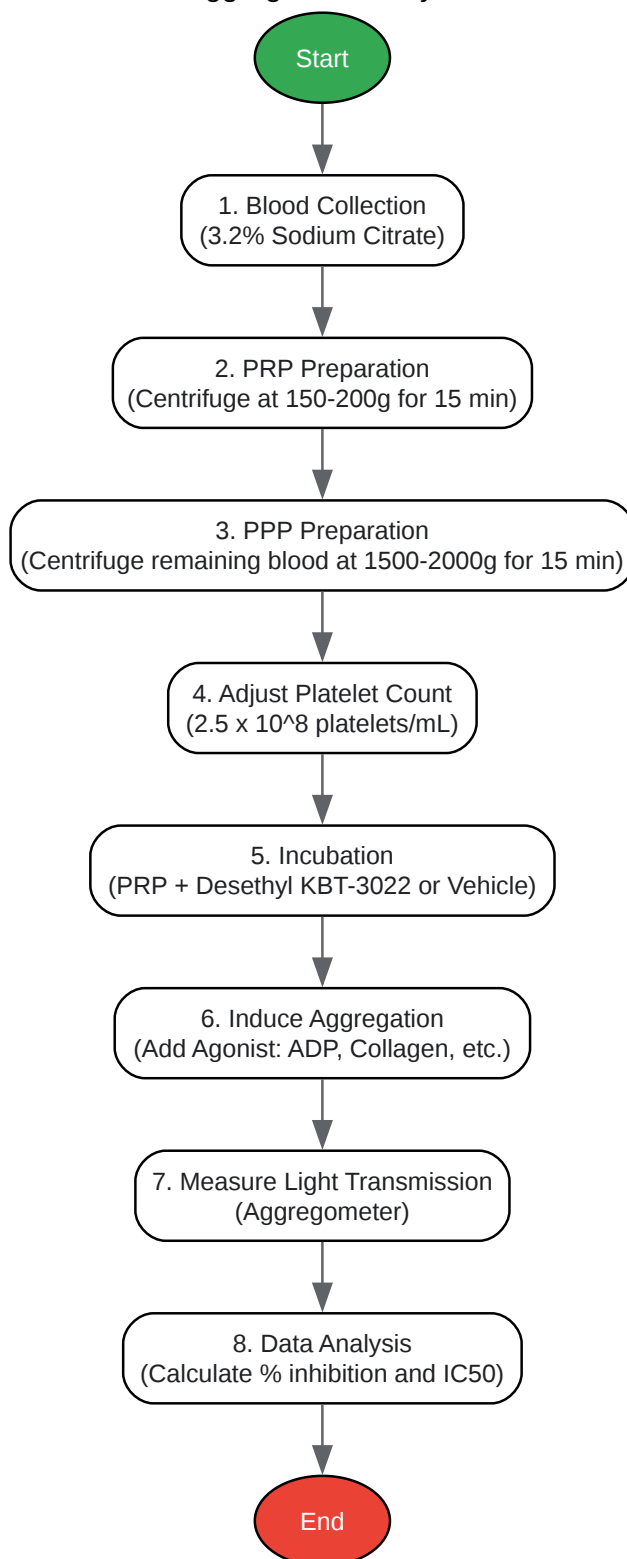 Start
1. Blood Collection
(3.2% Sodium Citrate)
2. PRP Preparation
(Centrifuge at 150-200g for 15 min)
3. PPP Preparation
(Centrifuge remaining blood at 1500-2000g for 15 min)
4. Adjust Platelet Count
(2.5 x 10^8 platelets/mL)
5. Incubation
(PRP + Desethyl KBT-3022 or Vehicle)
6. Induce Aggregation
(Add Agonist: ADP, Collagen, etc.)
7. Measure Light Transmission
(Aggregometer)
8. Data Analysis
(Calculate % inhibition and IC50)
End